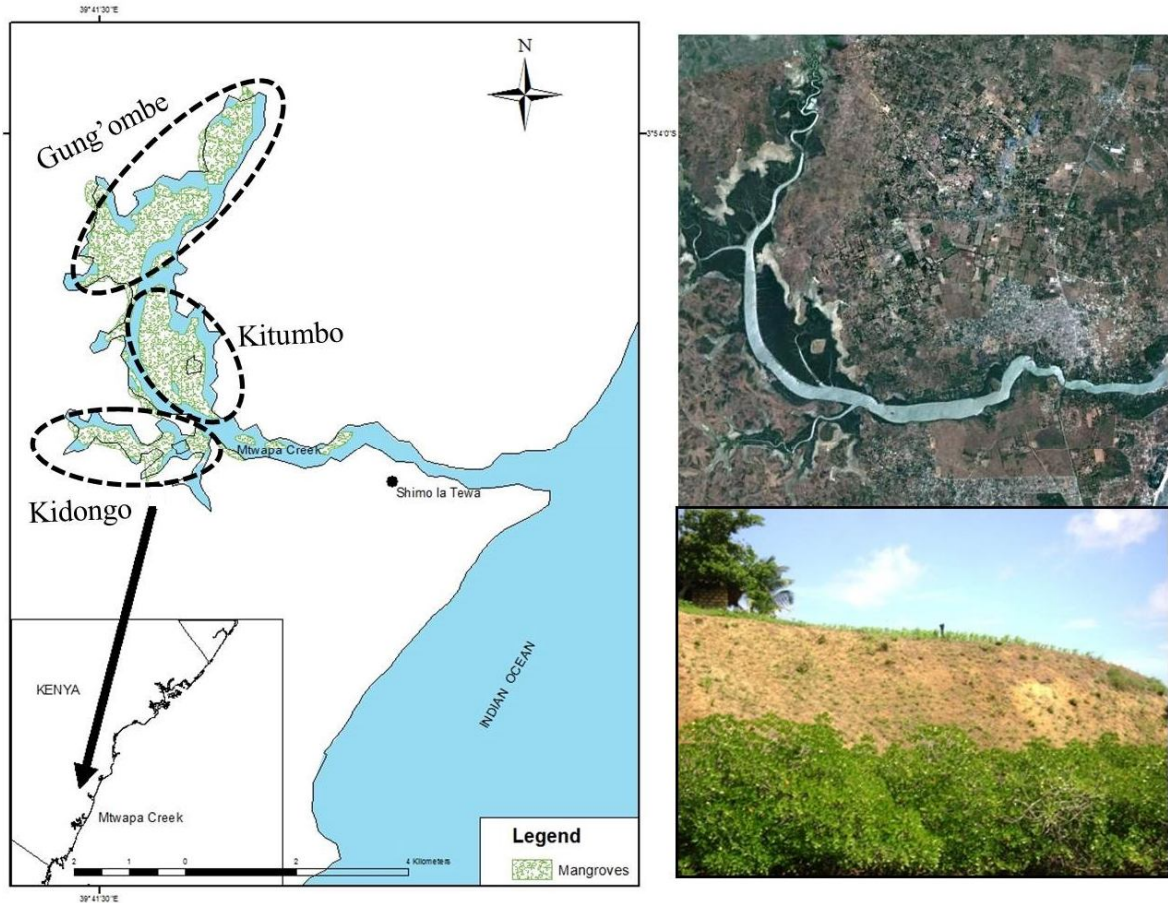 39°41'30"E
N
Gung'ombe
3°54'0"S
Kitumbo
Mtwapa Creek
Shimo la Tewa
Kidongo
INDIAN OCEAN
KENYA
Mtwapa Creek
Legend
Mangroves
2 1 0 2 4 Kilometers
39°41'30"E